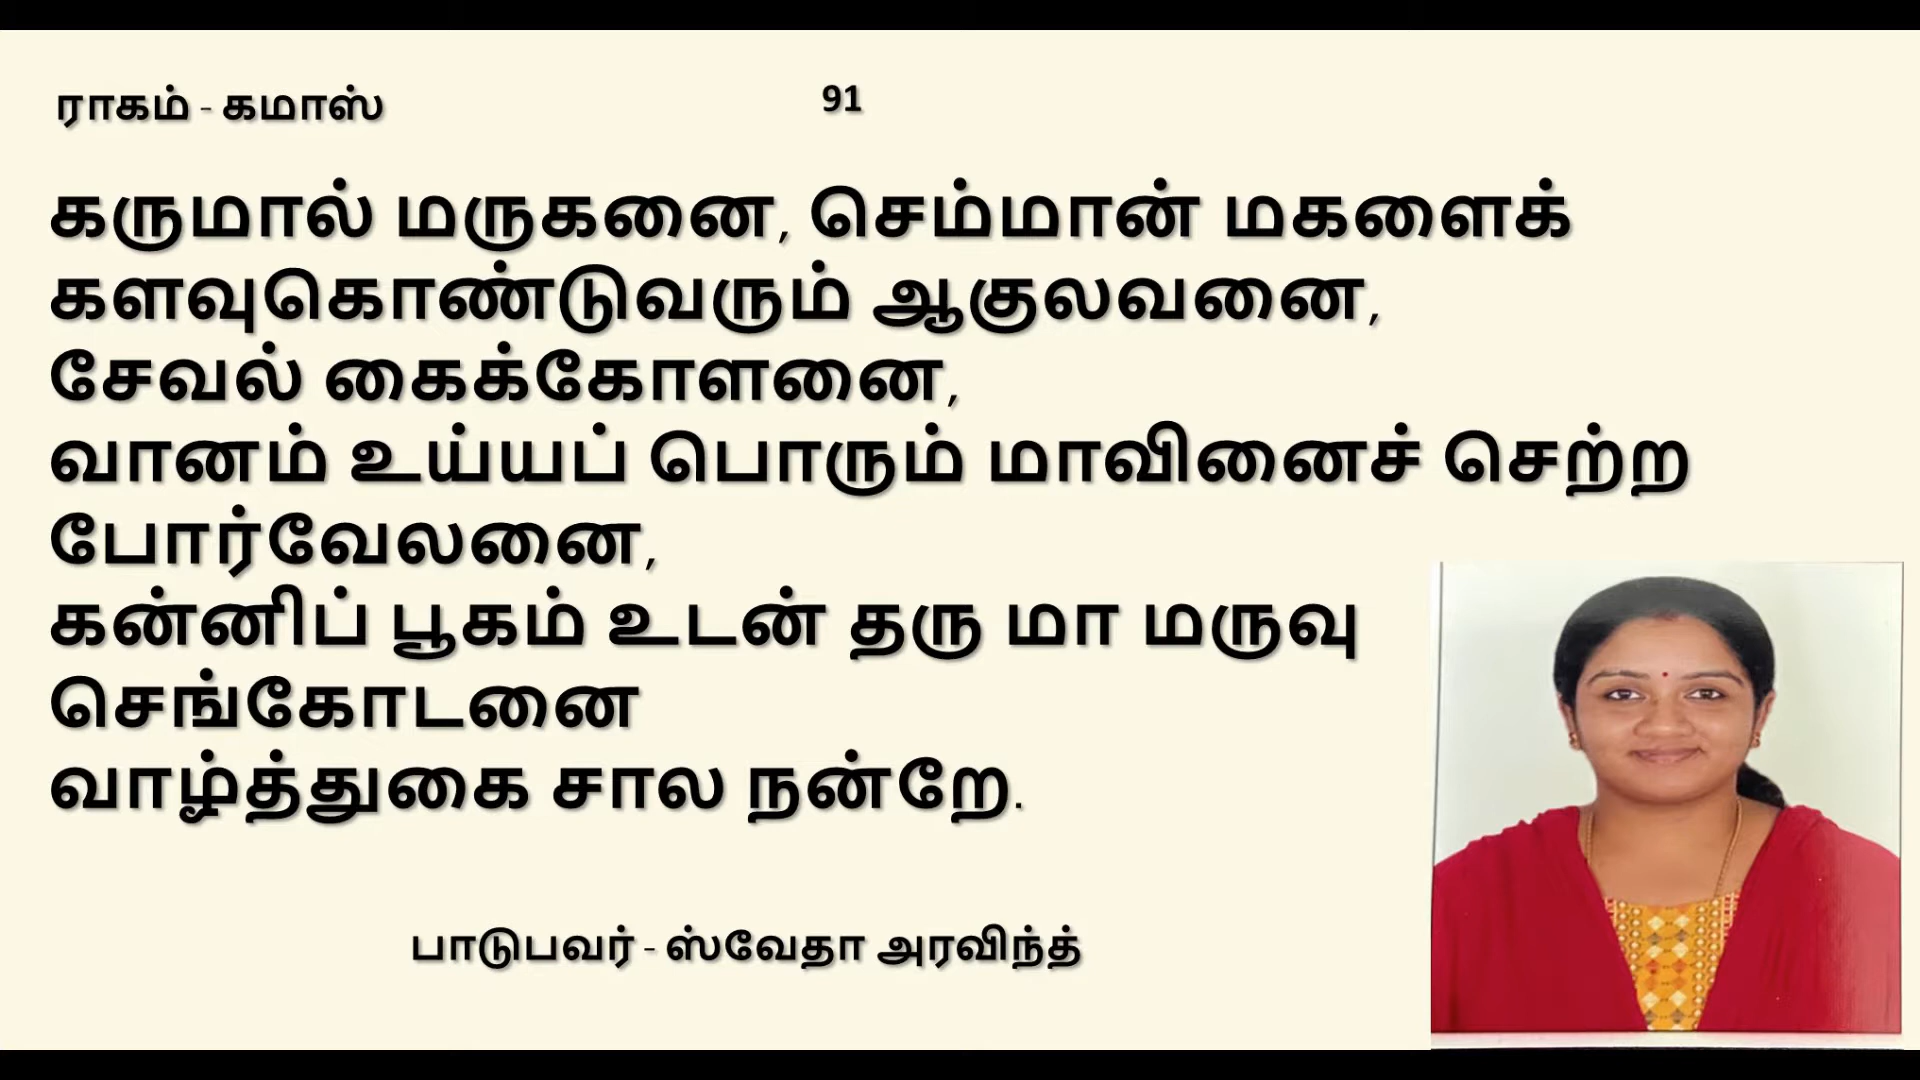 ராகம் - கமாஸ்
91
கருமால் மருகனை, செம்மான் மகளைக்
களவுகொண்டுவரும் ஆகுலவனை,
சேவல் கைக்கோளனை,
வானம் உய்யப் பொரும் மாவினைச் செற்ற
போர்வேலனை,
கன்னிப் பூகம் உடன் தரு மா மருவு
செங்கோடனை
வாழ்த்துகை சால நன்றே.
பாடுபவர் - ஸ்வேதா அரவிந்த்